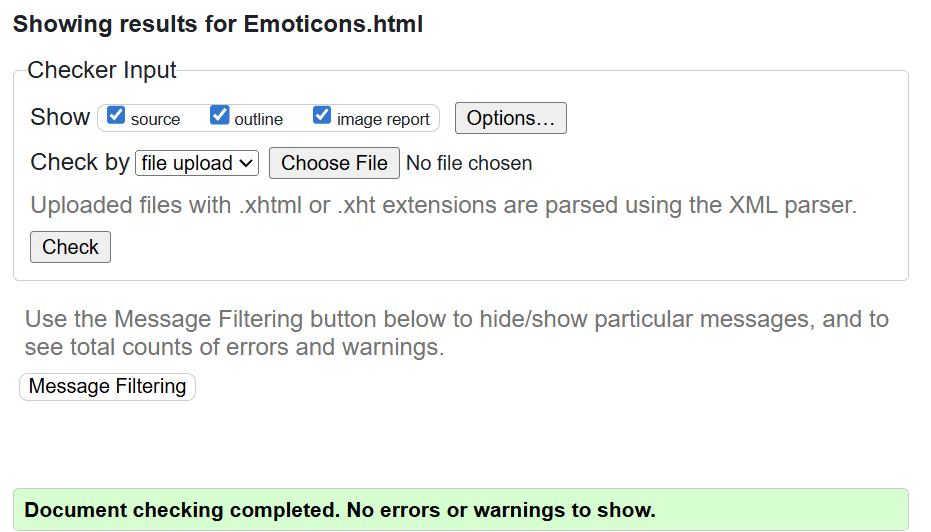 Showing results for Emoticons.html
Checker Input
Show source outline image report Options…
Check by file upload Choose File No file chosen
Uploaded files with .xhtml or .xht extensions are parsed using the XML parser.
Check
Use the Message Filtering button below to hide/show particular messages, and to
see total counts of errors and warnings.
Message Filtering
Document checking completed. No errors or warnings to show.